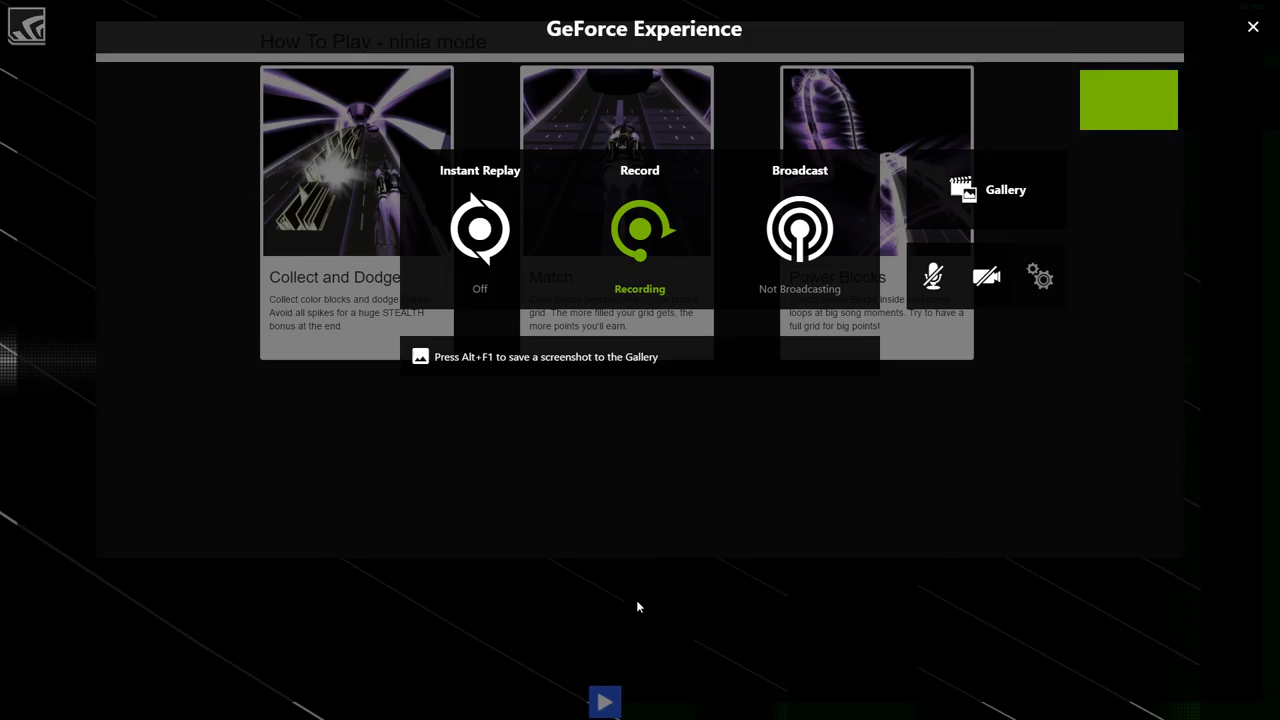 GeForce Experience
How To Play - ninja mode
Instant Replay
Record
Broadcast
Gallery
Off
Recording
Not Broadcasting
Collect and Dodge
Collect color blocks and dodge spikes.
Avoid all spikes for a huge STEALTH
bonus at the end.
Match
grid. The more filled your grid gets, the
more points you'll earn.
Power Blocks
inside
loops at big song moments. Try to have a
full grid for big points!
Press Alt+F1 to save a screenshot to the Gallery